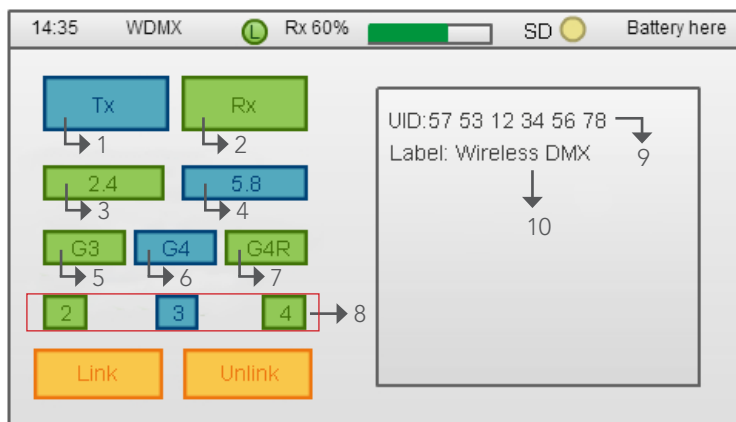 14:35 WDMX L Rx 60% SD Battery here
Tx Rx
1 2
2.4 5.8
3 4
G3 G4 G4R
5 6 7
2 3 4 8
Link Unlink
UID:57 53 12 34 56 78
Label: Wireless DMX 9
10